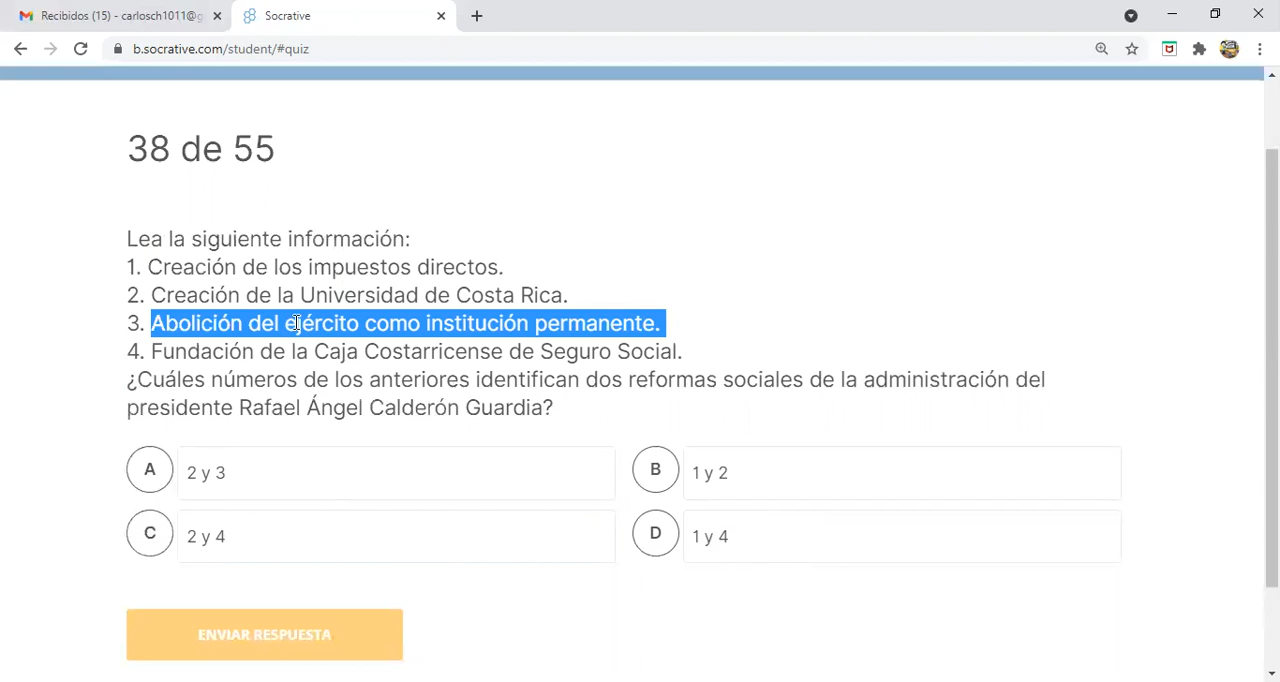 Recibidos (15) - carlosch1011@g
Socrative
b.socrative.com/student/#quiz
38 de 55
Lea la siguiente información:
1. Creación de los impuestos directos.
2. Creación de la Universidad de Costa Rica.
3. Abolición del ejército como institución permanente.
4. Fundación de la Caja Costarricense de Seguro Social.
¿Cuáles números de los anteriores identifican dos reformas sociales de la administración del
presidente Rafael Ángel Calderón Guardia?
A 2 y 3
B 1 y 2
C 2 y 4
D 1 y 4
ENVIAR RESPUESTA